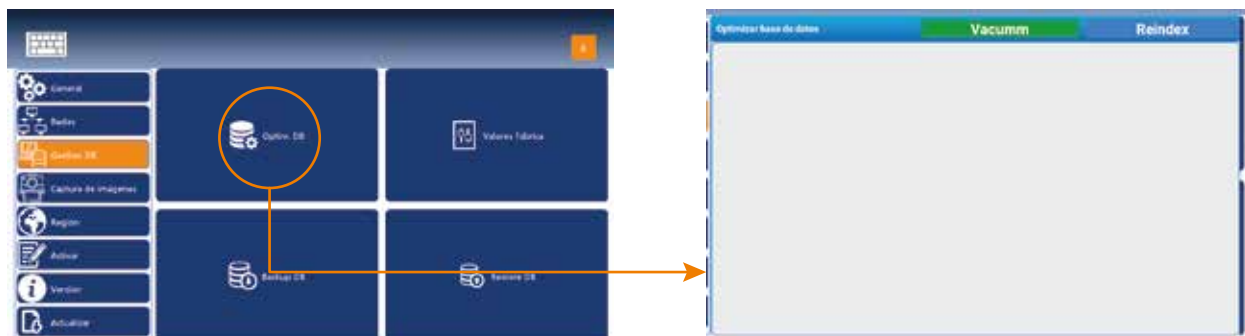 General
Redes
Gestion DB
Captura de imágenes
Region
Activar
Version
Actualizar
Optim. DB
Valores Fábrica
Backup DB
Restore DB
Optimizar base de datos
Vacumm
Reindex